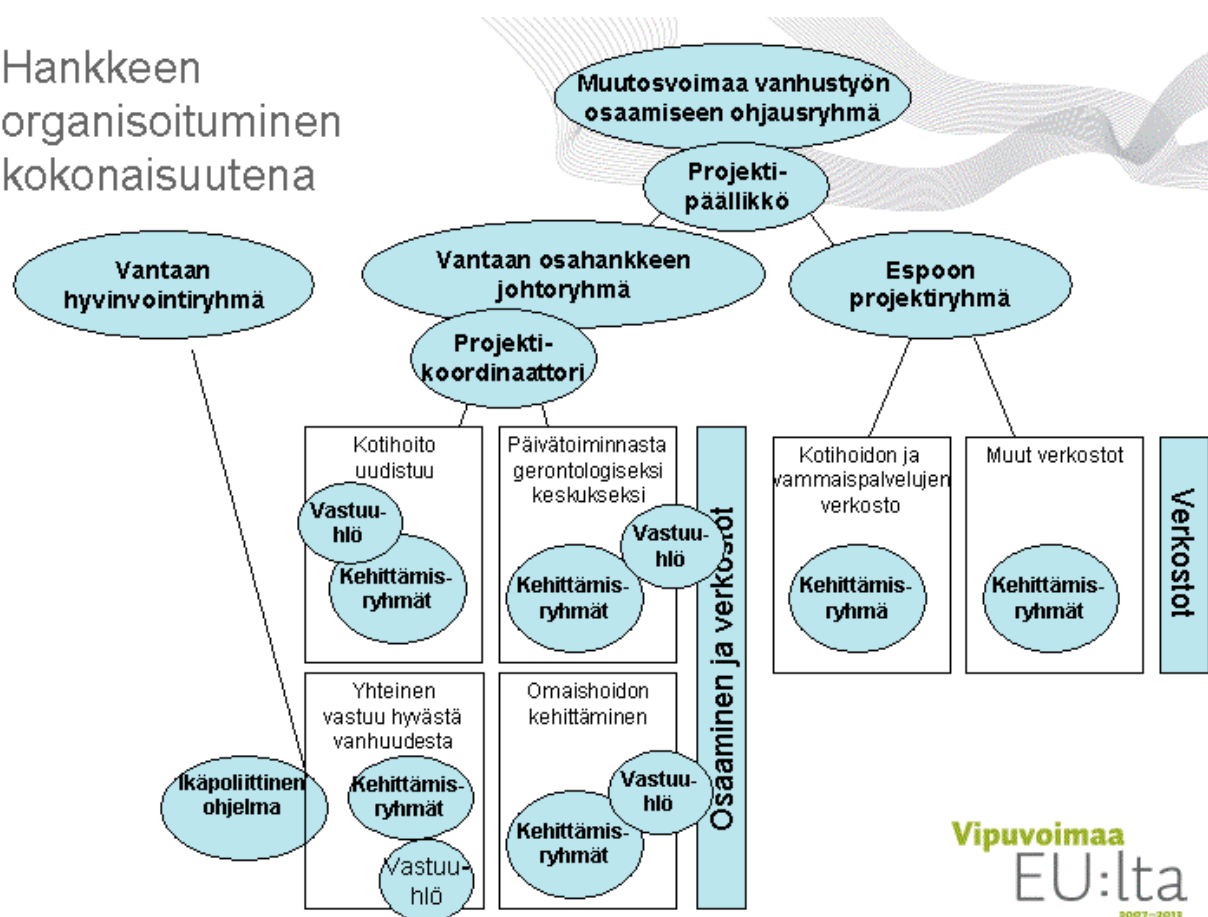 Hankkeen
organisoituminen
kokonaisuutena
Muutosvoimaa vanhustyön
osaamiseen ohjausryhmä
Projekti-
päällikkö
Vantaan
hyvinvointiryhmä
Vantaan osahankkeen
johtoryhmä
Espoon
projektiryhmä
Projekti-
koordinaattori
Kotihoito
uudistuu
Vastuu-
hlö
Kehittämis-
ryhmät
Päivätoiminnasta
gerontologiseksi
keskukseksi
Vastuu-
hlö
Kehittämis-
ryhmät
Osaaminen ja verkostot
Kotihoidon ja
vammaispalvelujen
verkosto
Kehittämis-
ryhmä
Muut verkostot
Kehittämis-
ryhmät
Verkostot
Ikäpoliittinen
ohjelma
Yhteinen
vastuu hyvästä
vanhuudesta
Kehittämis-
ryhmät
Vastuu-
hlö
Omaishoidon
kehittäminen
Vastuu-
hlö
Kehittämis-
ryhmät
Vipuvoimaa
EU:lta
2007–2013